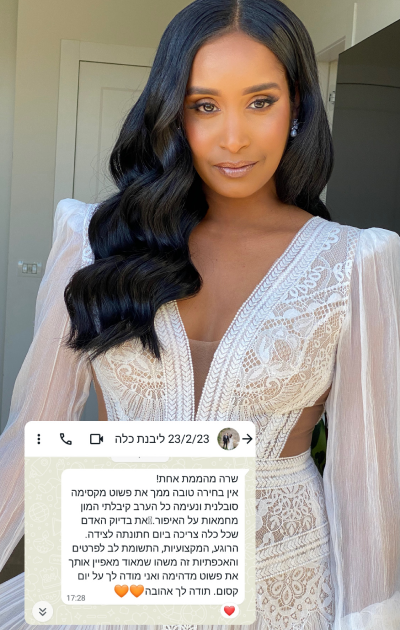 23/2/23 ליבנת כלה
שרה מהממת אחת!
אין בחירה טובה ממך את פשוט מקסימה
סובלנית ונעימה כל הערב קיבלתי המון
מחמאות על האיפור.את בדיוק האדם
שכל כלה צריכה ביום חתונתה לצידה.
הרוגע, המקצועיות, התשומת לב לפרטים
והאכפתיות זה משהו שמאוד מאפיין אותך
את פשוט מדהימה ואני מודה לך על יום
קסום. תודה לך אהובה🧡🧡
17:28